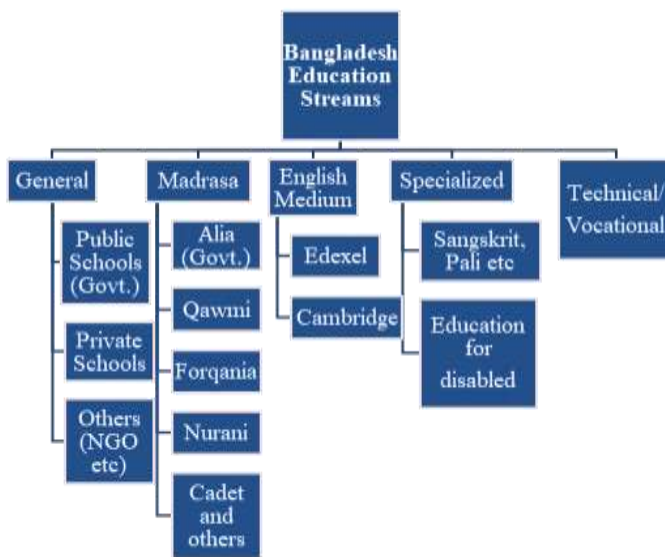 Bangladesh
Education
Streams
General
Madrasa
English
Medium
Specialized
Technical/
Vocational
Public
Schools
(Govt.)
Private
Schools
Others
(NGO
etc)
Alia
(Govt.)
Qawmi
Forqania
Nurani
Cadet
and
others
Edexel
Cambridge
Sangskrit,
Pali etc
Education
for
disabled